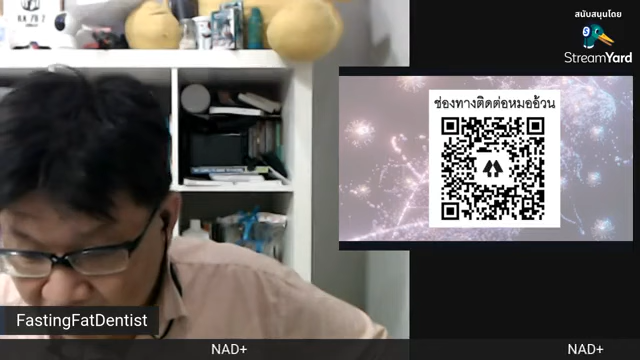 สนับสนุนโดย
StreamYard
ช่องทางติดต่อหมออ้วน
FastingFatDentist
NAD+
NAD+